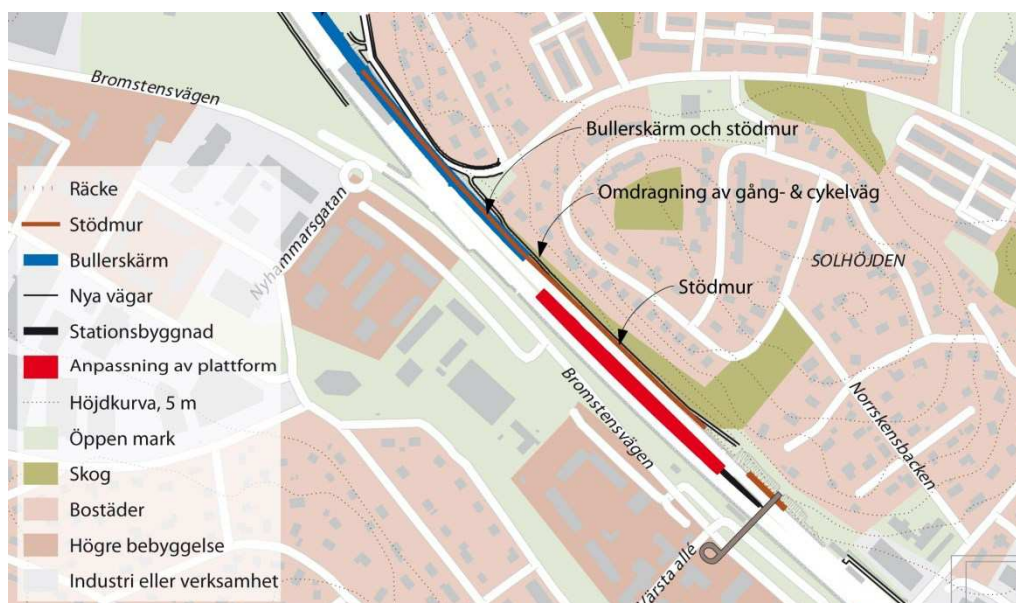 Bromstensvägen
Bullerskärm och stödmur
Omdragning av gång- & cykelväg
SOLHÖJDEN
Stödmur
Nyhammarsgatan
Bromstensvägen
Norrskensbacken
Värsta allé
Räcke
Stödmur
Bullerskärm
Nya vägar
Stationsbyggnad
Anpassning av plattform
Höjdkurva, 5 m
Öppen mark
Skog
Bostäder
Högre bebyggelse
Industri eller verksamhet